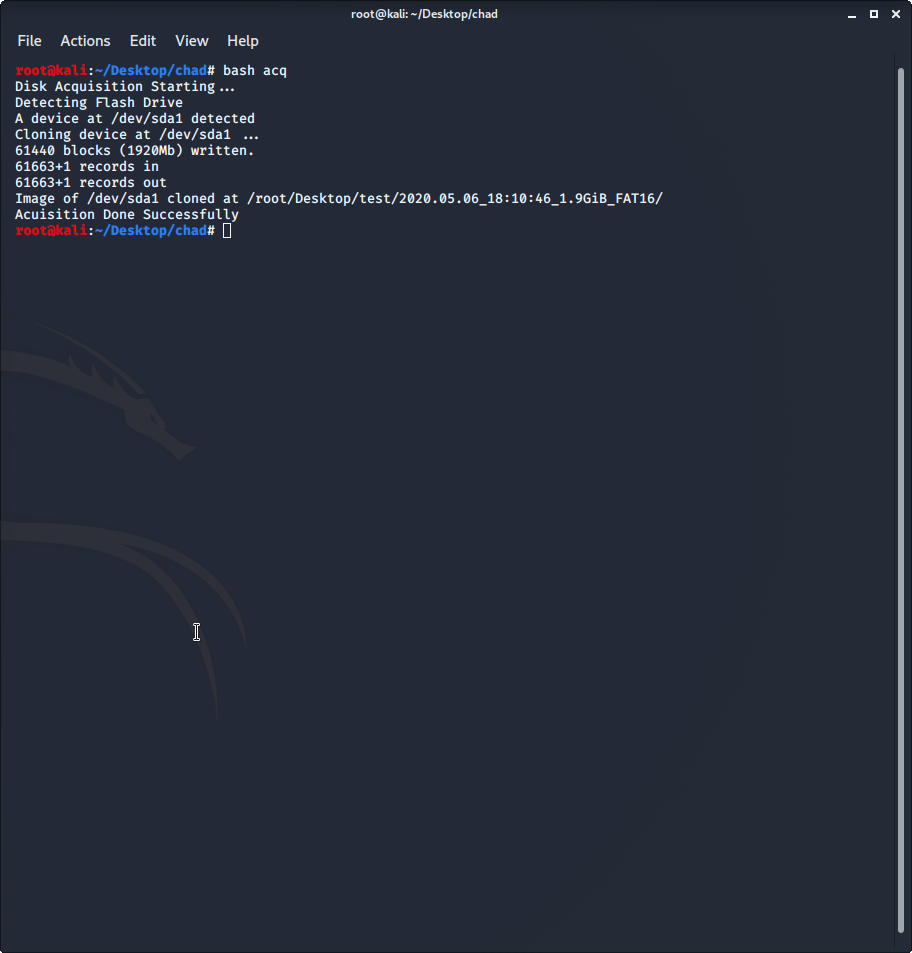 root@kali: ~/Desktop/chad
File Actions Edit View Help
root@kali:~/Desktop/chad# bash acq
Disk Acquisition Starting...
Detecting Flash Drive
A device at /dev/sda1 detected
Cloning device at /dev/sda1 ...
61440 blocks (1920Mb) written.
61663+1 records in
61663+1 records out
Image of /dev/sda1 cloned at /root/Desktop/test/2020.05.06_18:10:46_1.9GiB_FAT16/
Acuisition Done Successfully
root@kali:~/Desktop/chad#